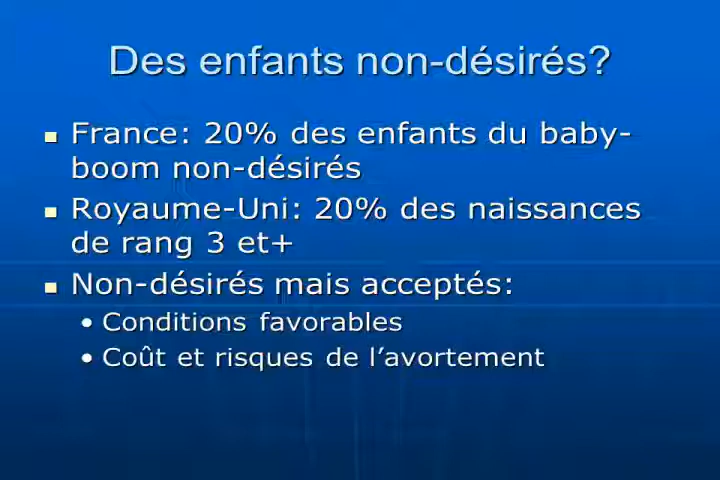 Des enfants non-désirés?
France: 20% des enfants du baby-
boom non-désirés
Royaume-Uni: 20% des naissances
de rang 3 et+
Non-désirés mais acceptés:
• Conditions favorables
• Coût et risques de l’avortement